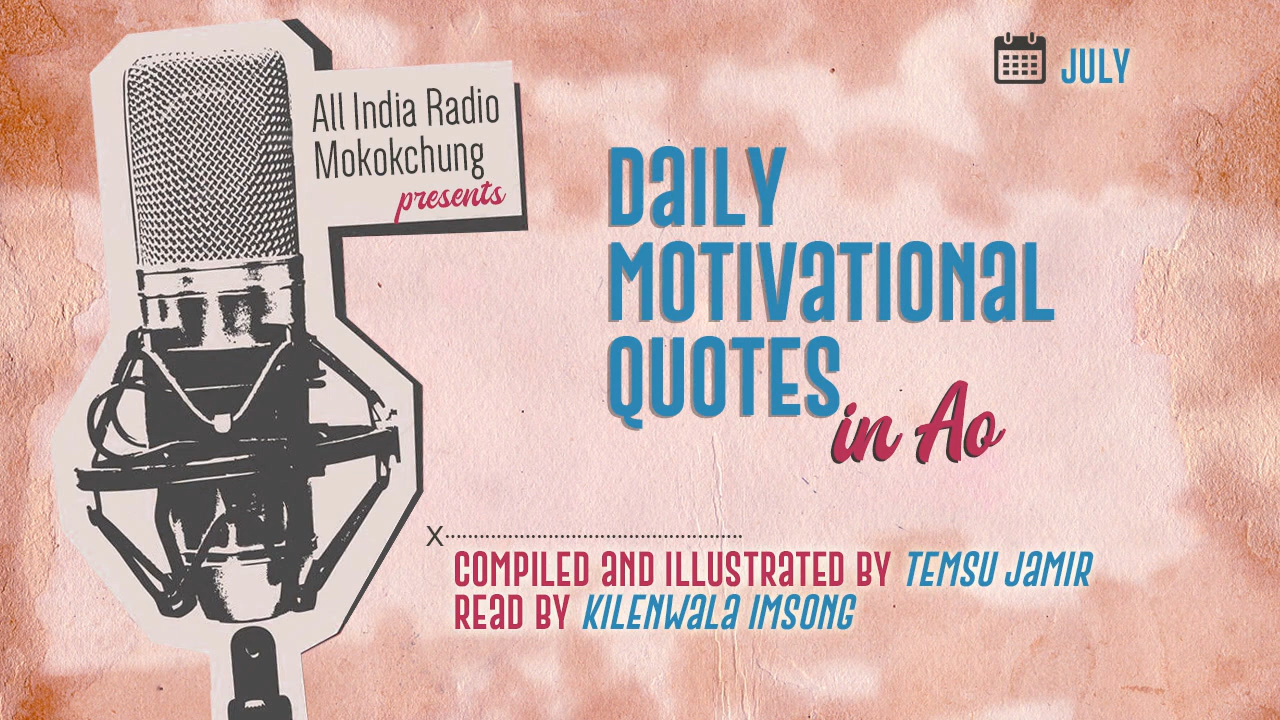 All India Radio
Mokokchung
presents
JULY
DaILY
MOTIVaTIONaL
QUOTES
in Ao
X
COMPILED aND ILLUSTRaTED BY TEMSU JaMIR
REaD BY KILENWaLa IMSONG